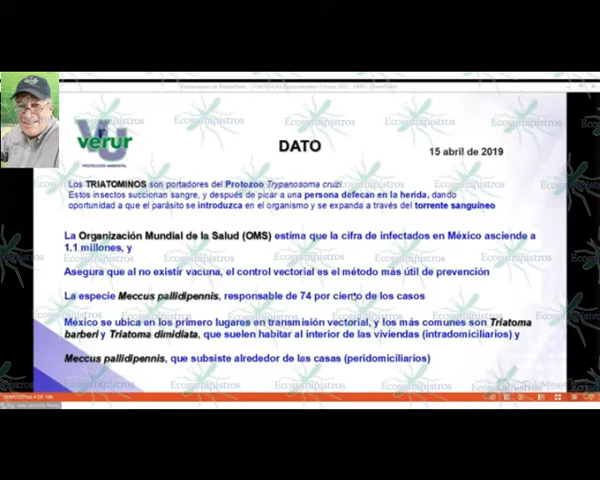 verur
PROTECCIÓN AMBIENTAL
DATO
15 abril de 2019
Los TRIATOMINOS son portadores del Protozoo Trypanosoma cruzi
Estos insectos succionan sangre, y después de picar a una persona defecan en la herida, dando
oportunidad a que el parásito se introduzca en el organismo y se expanda a través del torrente sanguíneo
La Organización Mundial de la Salud (OMS) estima que la cifra de infectados en México asciende a
1.1 millones, y
Asegura que al no existir vacuna, el control vectorial es el método más útil de prevención
La especie Meccus pallidipennis, responsable de 74 por ciento de los casos
México se ubica en los primero lugares en transmisión vectorial, y los más comunes son Triatoma
barberi y Triatoma dimidiata, que suelen habitar al interior de las viviendas (intradomiciliarios) y
Meccus pallidipennis, que subsiste alrededor de las casas (peridomiciliarios)
Ecosuministros